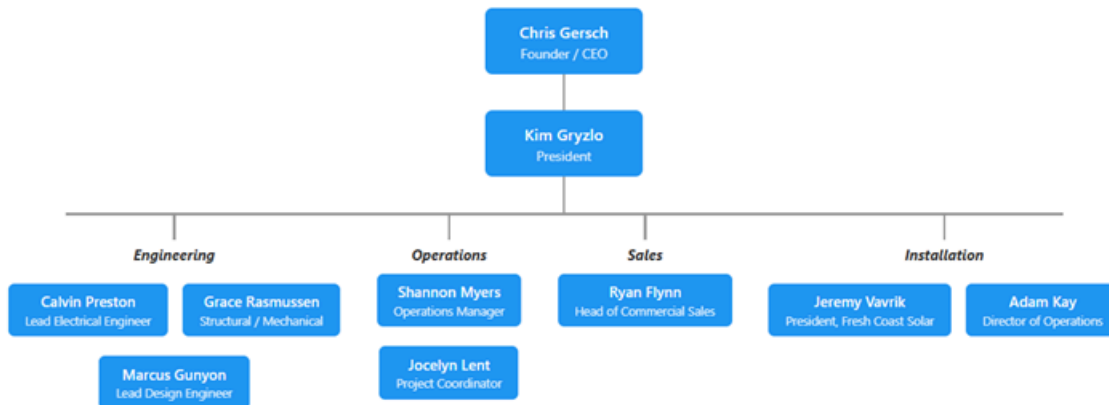 Chris Gersch
Founder / CEO
Kim Gryzlo
President
Engineering
Operations
Sales
Installation
Calvin Preston
Lead Electrical Engineer
Grace Rasmussen
Structural / Mechanical
Marcus Gunyon
Lead Design Engineer
Shannon Myers
Operations Manager
Jocelyn Lent
Project Coordinator
Ryan Flynn
Head of Commercial Sales
Jeremy Vavrik
President, Fresh Coast Solar
Adam Kay
Director of Operations